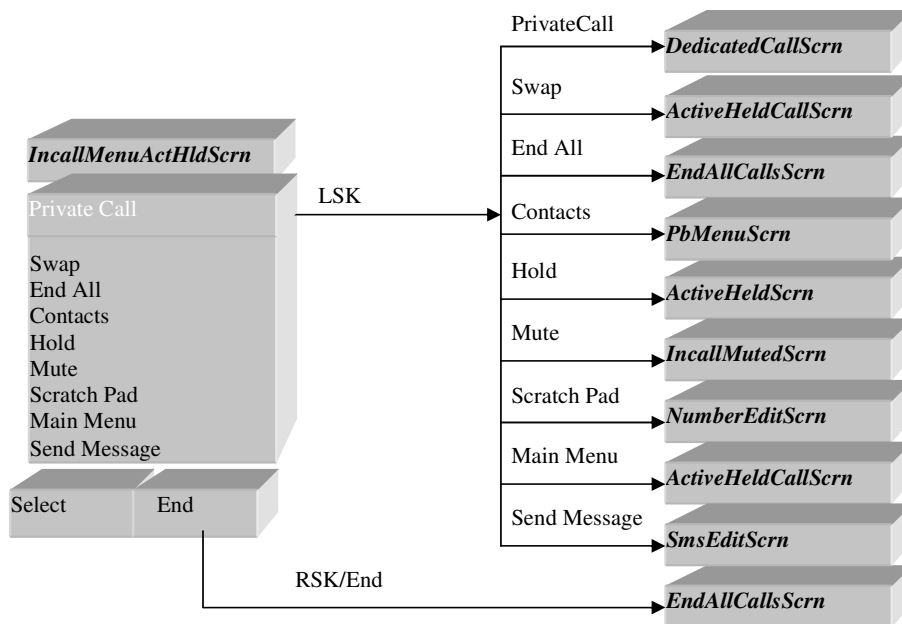 IncallMenuActHldScrn
Private Call
Swap
End All
Contacts
Hold
Mute
Scratch Pad
Main Menu
Send Message
Select
End
LSK
RSK/End
PrivateCall
DedicatedCallScrn
Swap
ActiveHeldCallScrn
End All
EndAllCallsScrn
Contacts
PbMenuScrn
Hold
ActiveHeldScrn
Mute
IncallMutedScrn
Scratch Pad
NumberEditScrn
Main Menu
ActiveHeldCallScrn
Send Message
SmsEditScrn
EndAllCallsScrn